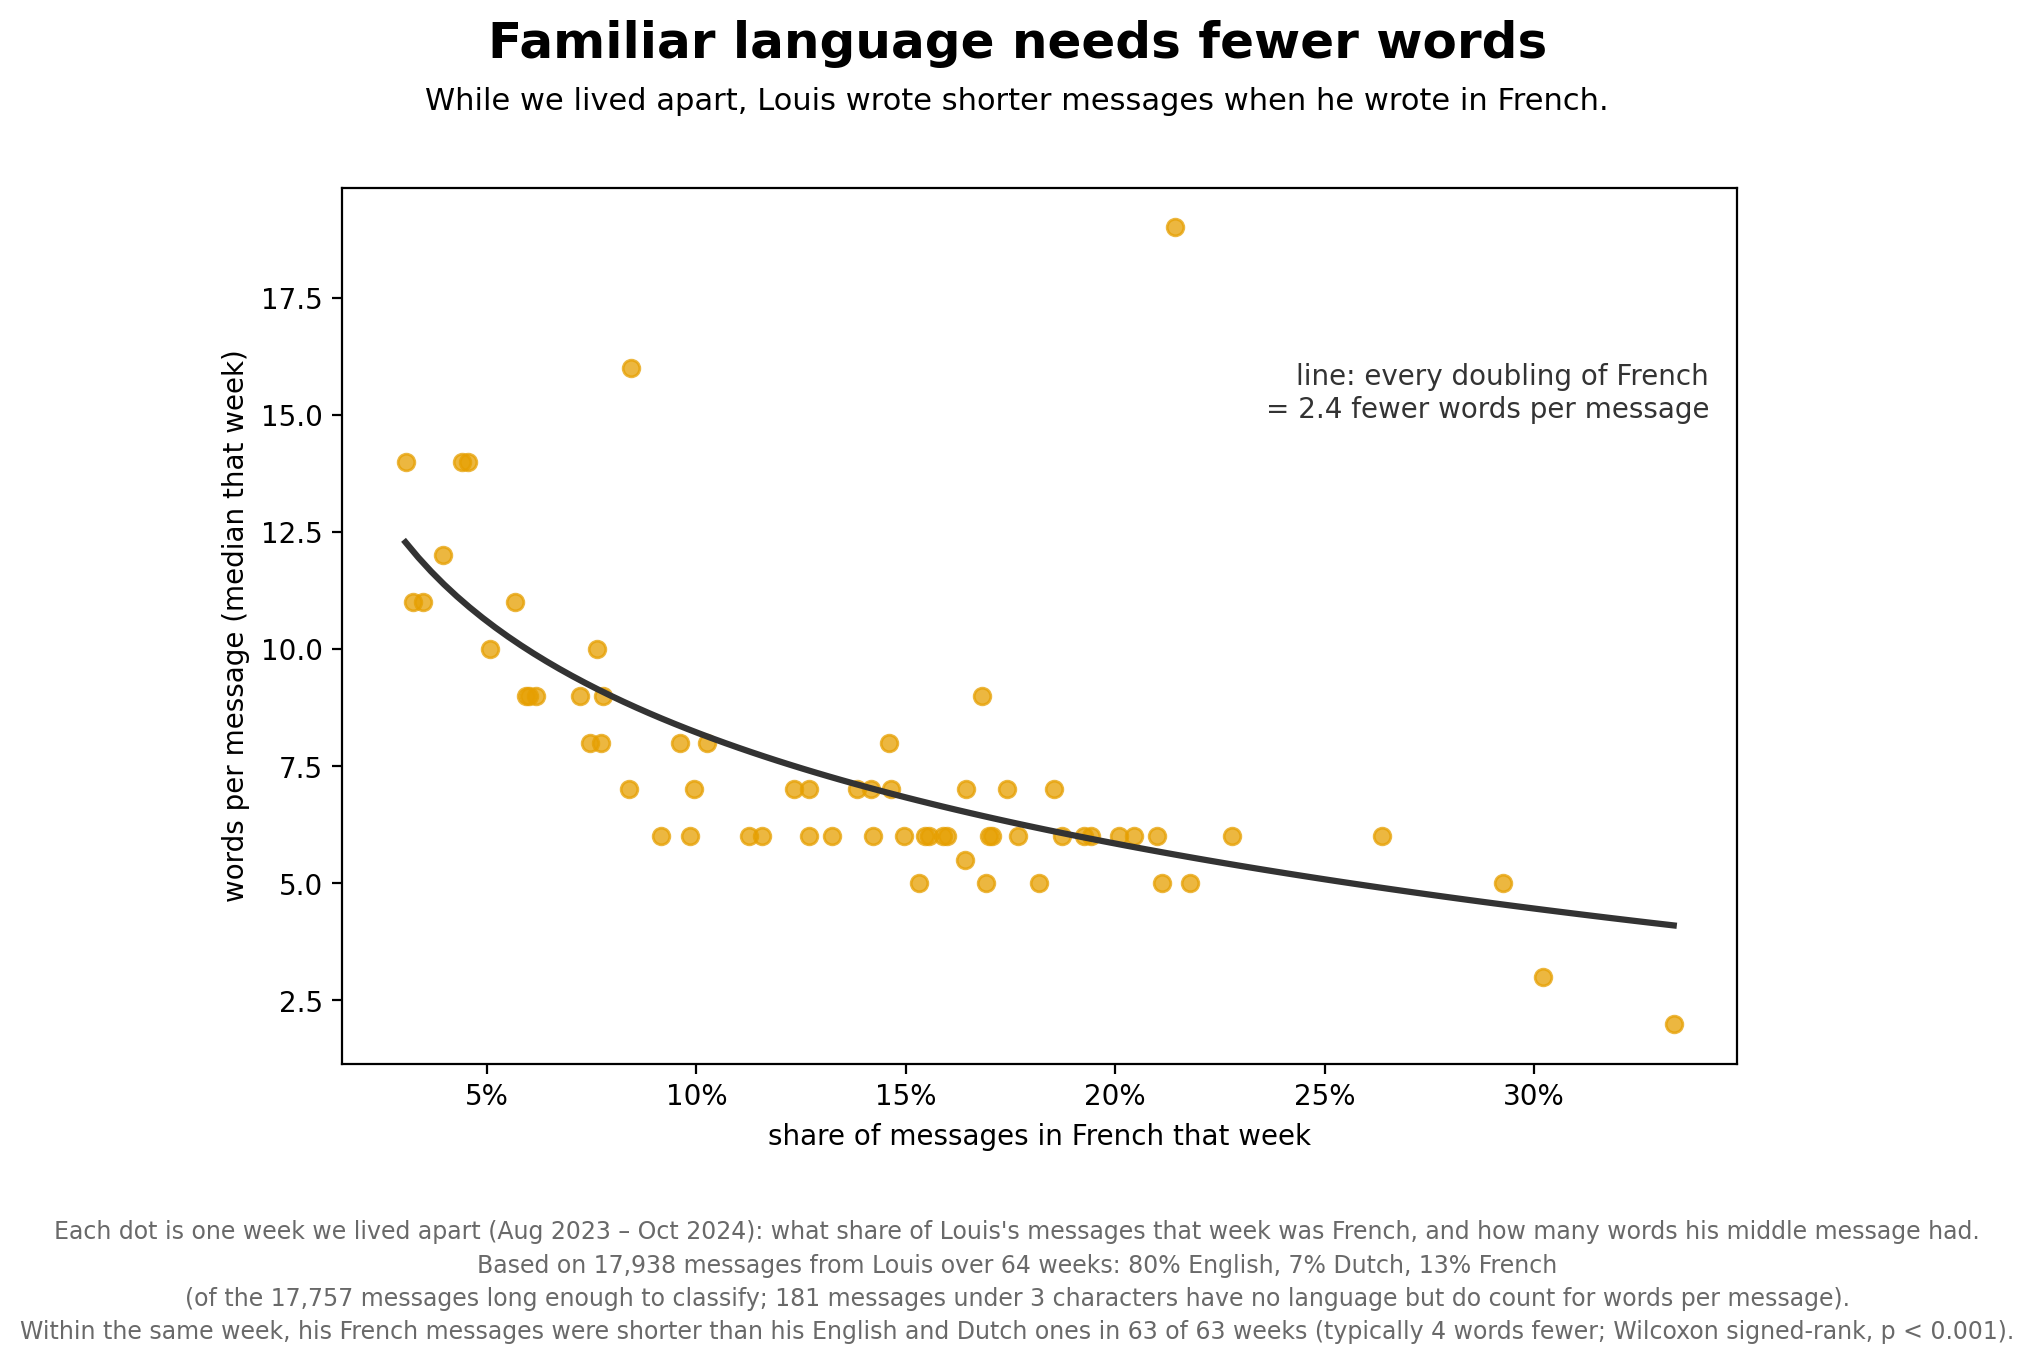 Familiar language needs fewer words
While we lived apart, Louis wrote shorter messages when he wrote in French.
line: every doubling of French
= 2.4 fewer words per message
words per message (median that week)
17.5
15.0
12.5
10.0
7.5
5.0
2.5
5%
10%
15%
20%
25%
30%
share of messages in French that week
Each dot is one week we lived apart (Aug 2023 – Oct 2024): what share of Louis's messages that week was French, and how many words his middle message had.
Based on 17,938 messages from Louis over 64 weeks: 80% English, 7% Dutch, 13% French
(of the 17,757 messages long enough to classify; 181 messages under 3 characters have no language but do count for words per message).
Within the same week, his French messages were shorter than his English and Dutch ones in 63 of 63 weeks (typically 4 words fewer; Wilcoxon signed-rank, p < 0.001).